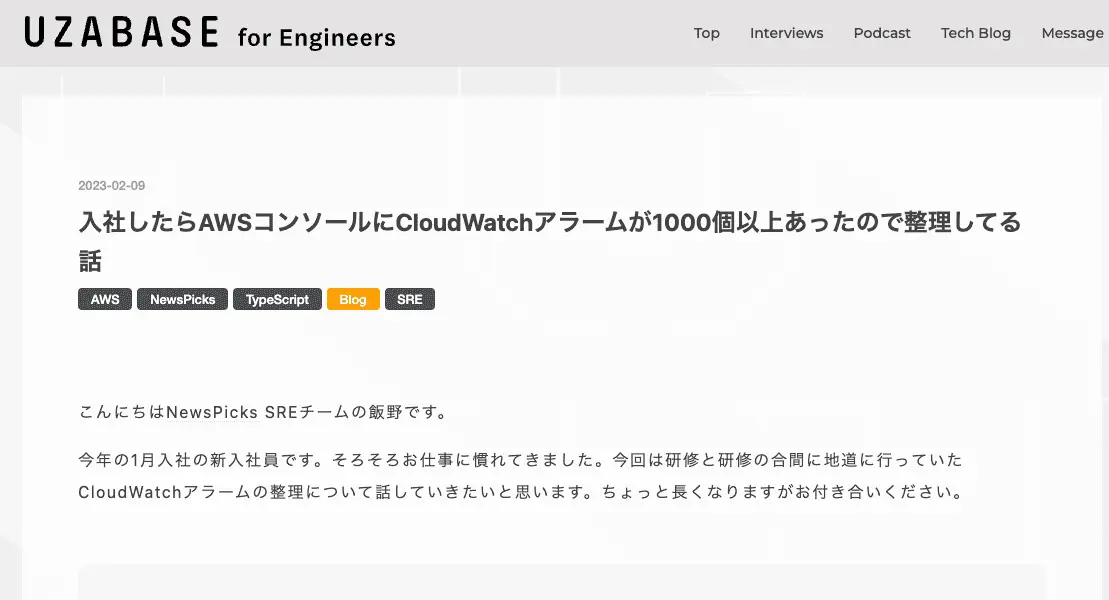 UZABASE for Engineers
Top Interviews Podcast Tech Blog Message
2023-02-09
入社したらAWSコンソールにCloudWatchアラームが1000個以上あったので整理してる
話
AWS NewsPicks TypeScript Blog SRE
こんにちはNewsPicks SREチームの飯野です。
今年の1月入社の新入社員です。そろそろお仕事に慣れてきました。今回は研修と研修の合間に地道に行っていた
CloudWatchアラームの整理について話していきたいと思います。ちょっと長くなりますがお付き合いください。